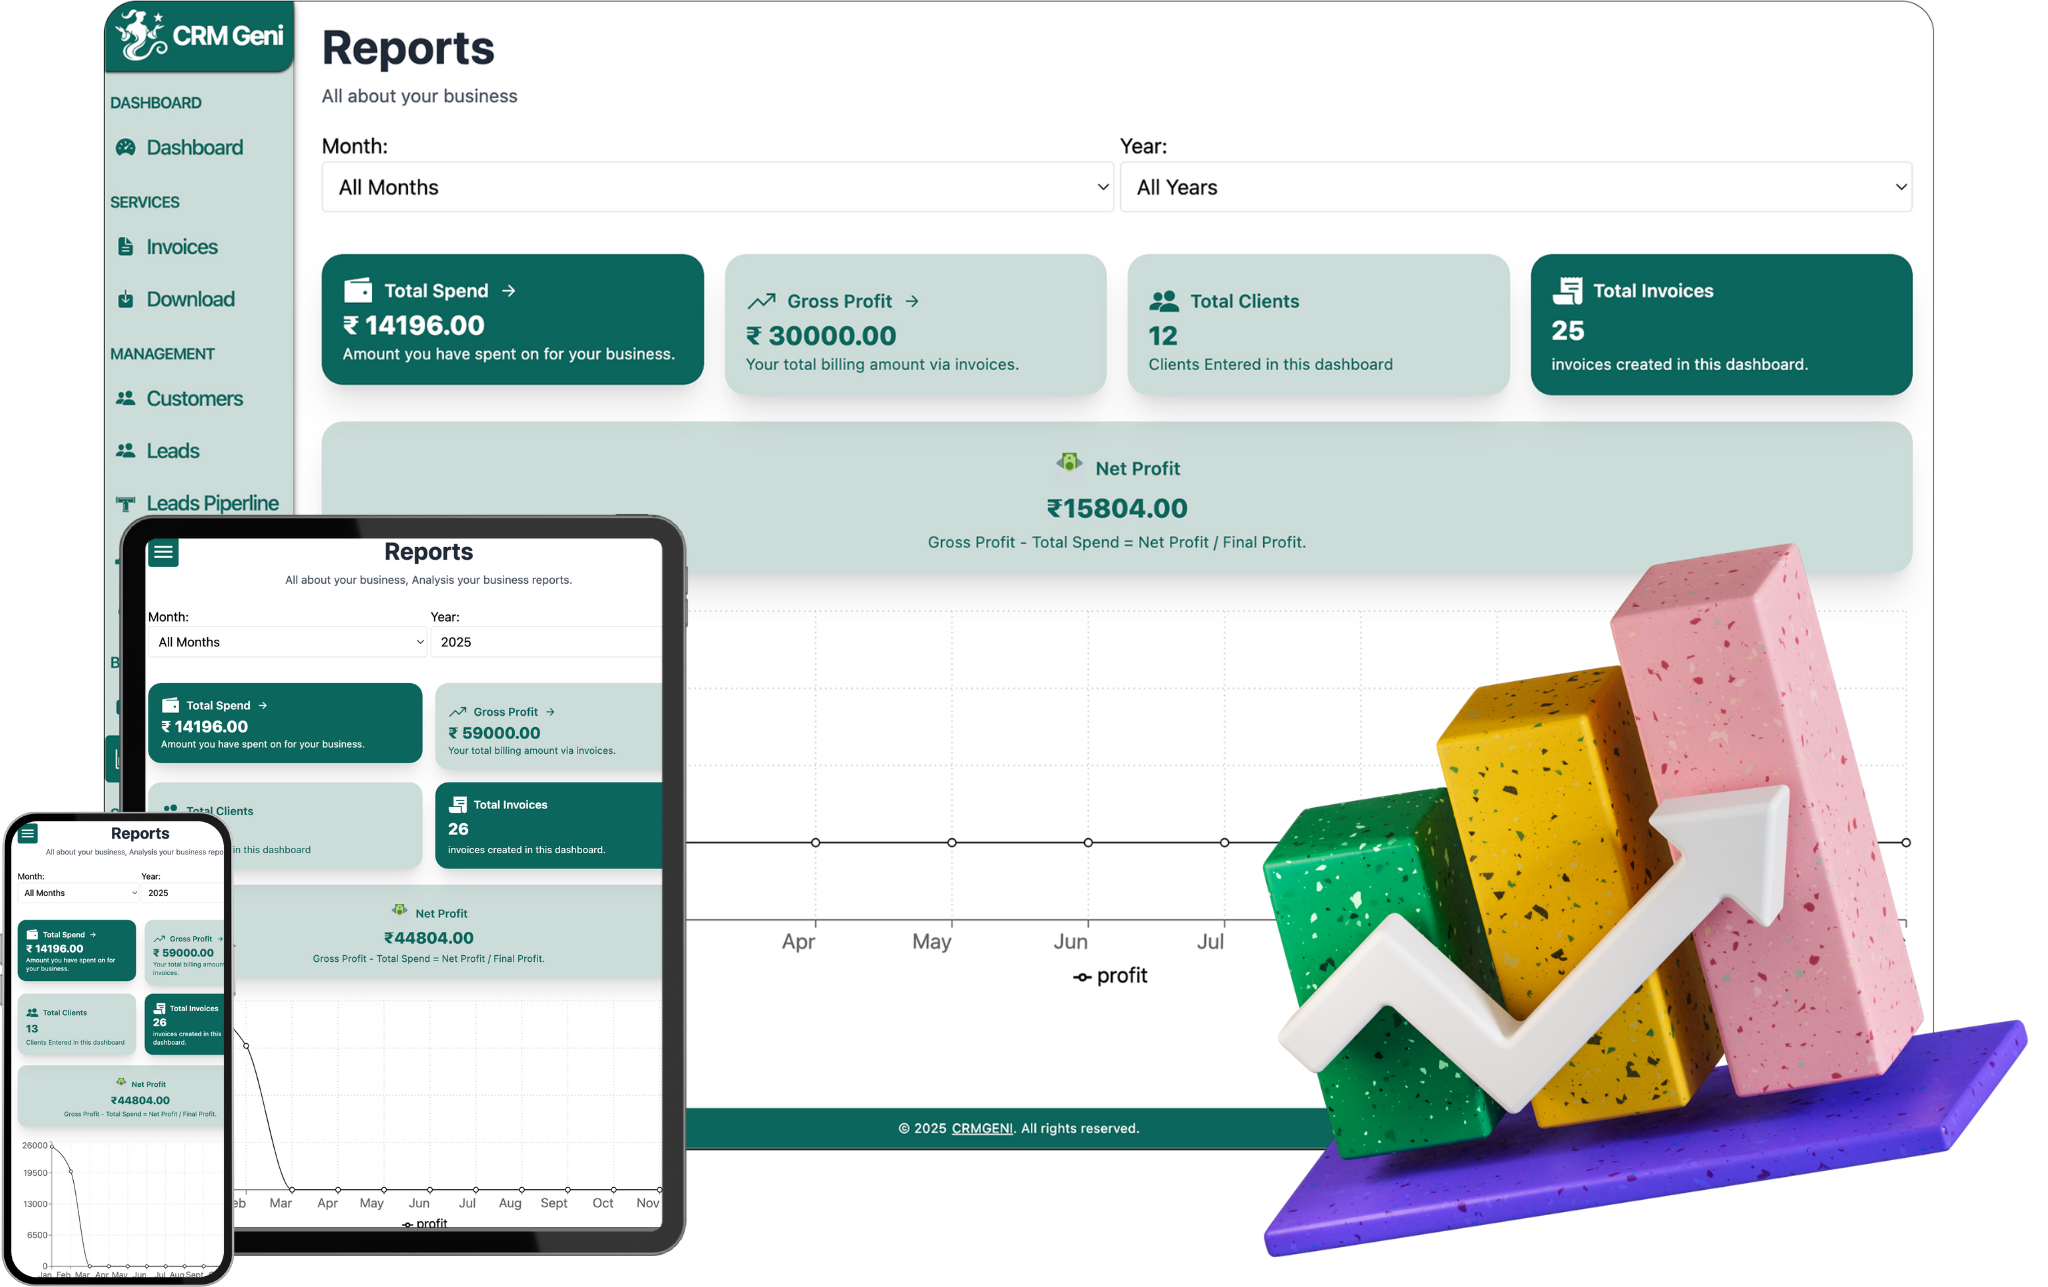 CRM Geni
DASHBOARD
Dashboard
SERVICES
Invoices
Download
MANAGEMENT
Customers
Leads
Leads Piperline
Reports
All about your business
Month:
Year:
All Months
All Years
Total Spend →
₹ 14196.00
Amount you have spent on for your business.
Gross Profit →
₹ 30000.00
Your total billing amount via invoices.
Total Clients
12
Clients Entered in this dashboard
Total Invoices
25
invoices created in this dashboard.
Net Profit
₹15804.00
Gross Profit - Total Spend = Net Profit / Final Profit.
Apr May Jun Jul
profit
© 2025 CRMGENI. All rights reserved.
Reports
All about your business, Analysis your business reports.
Month:
Year:
All Months
2025
Total Spend →
₹ 14196.00
Amount you have spent on for your business.
Gross Profit →
₹ 59000.00
Your total billing amount via invoices.
Total Clients
in this dashboard
Total Invoices
26
invoices created in this dashboard.
Net Profit
₹44804.00
Gross Profit - Total Spend = Net Profit / Final Profit.
eb Mar Apr May Jun Jul Aug Sept Oct Nov
profit
Reports
All about your business, Analysis your business repo
Month:
Year:
All Months
2025
Total Spend →
₹ 14196.00
Amount you have spent on for
your business.
Gross Profit →
₹ 59000.00
Your total billing amoun
invoices.
Total Clients
13
Clients Entered in this dashboard
Total Invoices
26
invoices created in this
dashboard.
Net Profit
₹44804.00
Gross Profit - Total Spend = Net Profit / Final Profit.
26000
19500
13000
6500
0
Jan Feb Mar Apr May Jun Jul Aug Sept